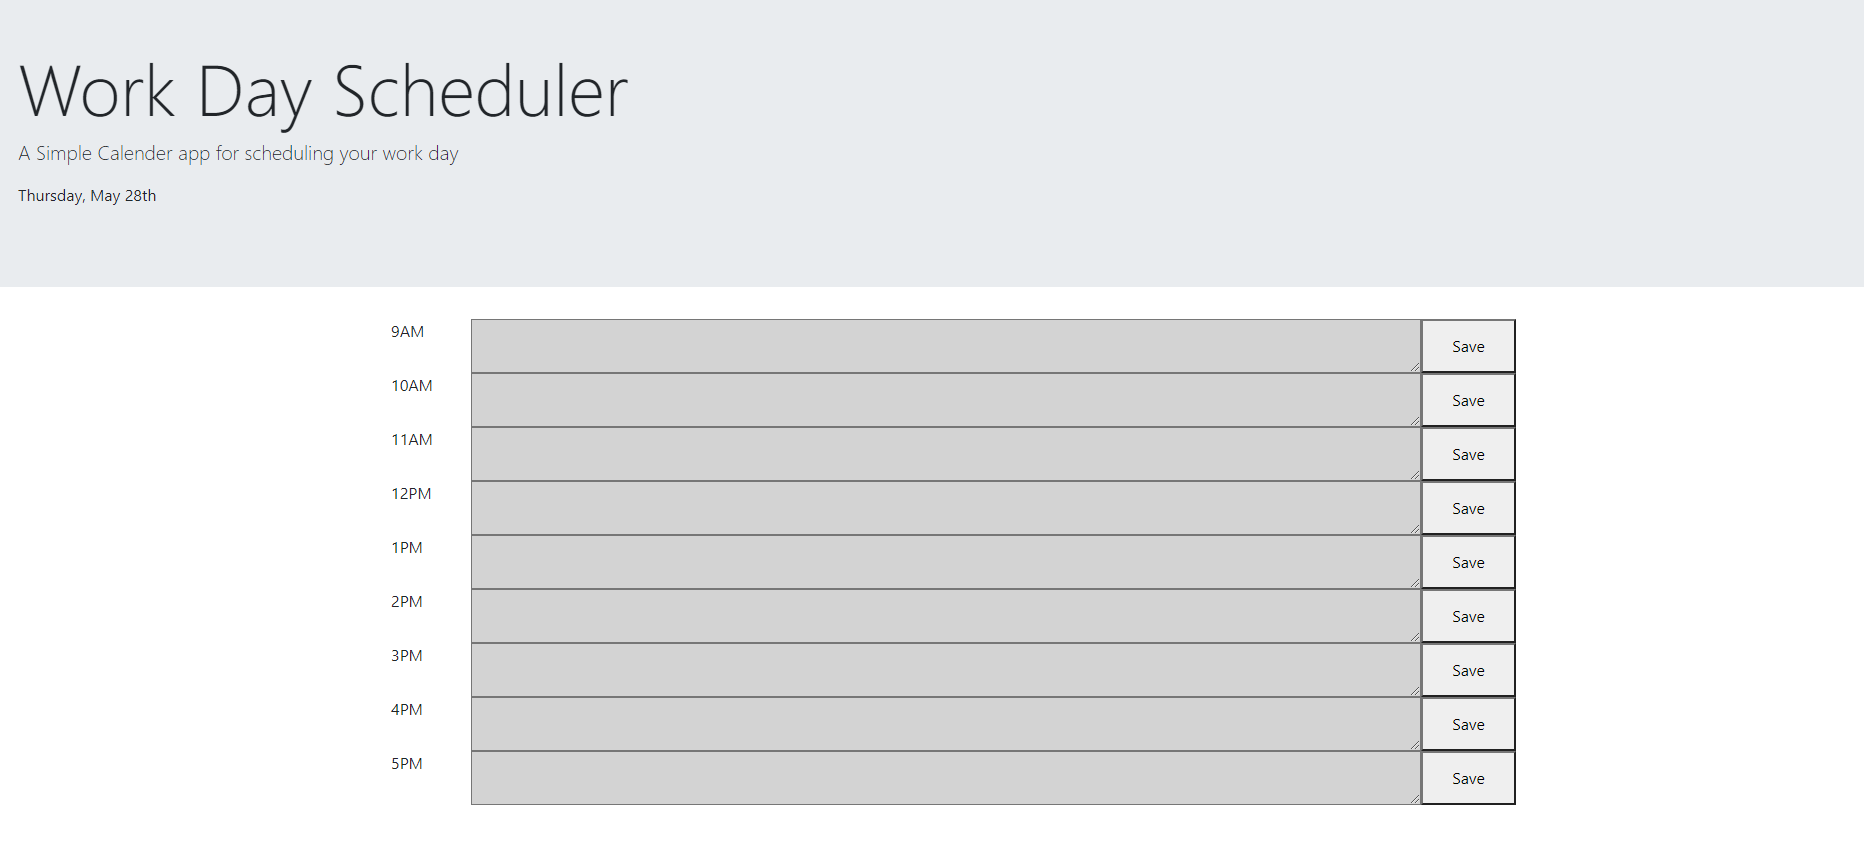 Work Day Scheduler
A Simple Calender app for scheduling your work day
Thursday, May 28th
9AM Save
10AM Save
11AM Save
12PM Save
1PM Save
2PM Save
3PM Save
4PM Save
5PM Save